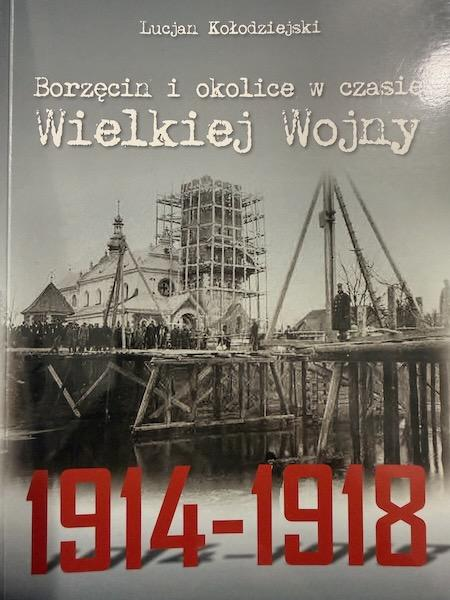 Lucjan Kołodziejski
Borzęcin i okolice w czasie
Wielkiej Wojny
1914-1918